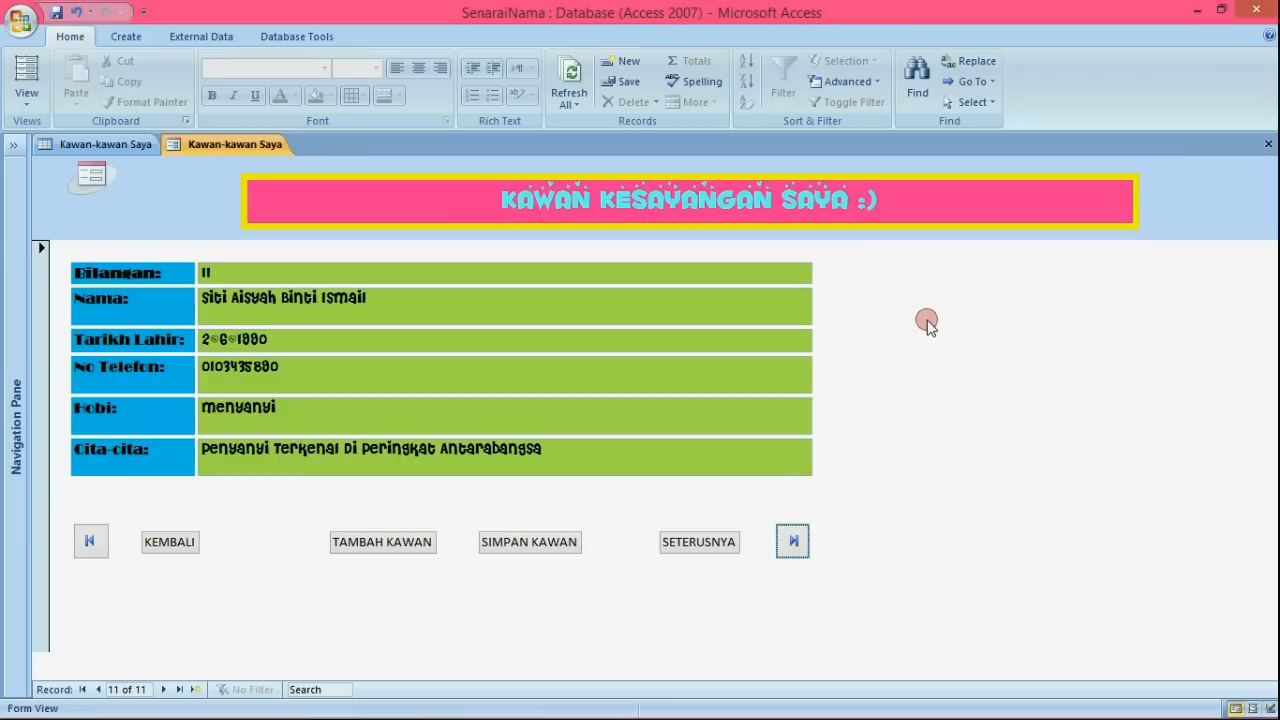 SenaraiNama : Database (Access 2007) - Microsoft Access
Home Create External Data Database Tools
View
Views
Paste
Cut
Copy
Format Painter
Clipboard
Font
Rich Text
Refresh All
New
Save
Delete
Totals
Spelling
More
Records
Filter
Selection
Advanced
Toggle Filter
Sort & Filter
Find
Replace
Go To
Select
Find
Kawan-kawan Saya Kawan-kawan Saya
Navigation Pane
KAWAN KESAYANGAN SAYA :)
Bilangan: 11
Nama: Siti Aisyah Binti Ismail
Tarikh Lahir: 2
6
1990
No Telefon: 0103435890
Hobi: menyanyi
Cita-cita: Penyanyi Terkenal Di Peringkat Antarabangsa
KEMBALI TAMBAH KAWAN SIMPAN KAWAN SETERUSNYA
Record: 11 of 11 No Filter Search
Form View